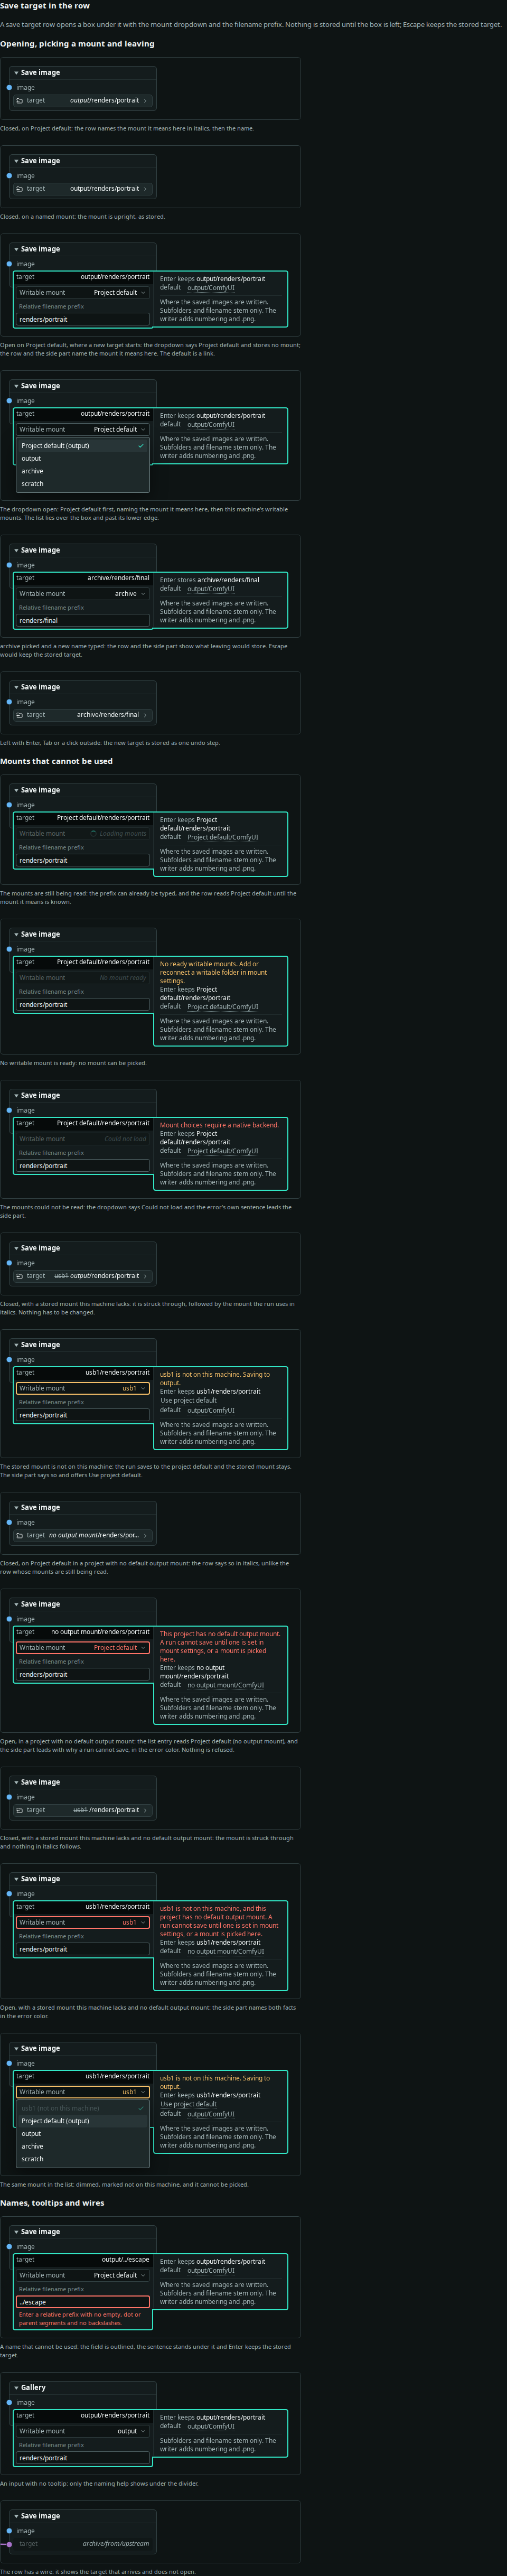 Save target in the row
A save target row opens a box under it with the mount dropdown and the filename prefix. Nothing is stored until the box is left; Escape keeps the stored target.
Opening, picking a mount and leaving
Save image
image
target output/renders/portrait
Closed, on Project default: the row names the mount it means here in italics, then the name.
Save image
image
target output/renders/portrait
Closed, on a named mount: the mount is upright, as stored.
Save image
image
target output/renders/portrait
Writable mount Project default
Relative filename prefix
renders/portrait
Enter keeps output/renders/portrait
default output/ComfyUI
Where the saved images are written.
Subfolders and filename stem only. The
writer adds numbering and .png.
Open on Project default, where a new target starts: the dropdown says Project default and stores no mount;
the row and the side part name the mount it means here. The default is a link.
Save image
image
target output/renders/portrait
Writable mount Project default
Project default (output)
output
archive
scratch
Enter keeps output/renders/portrait
default output/ComfyUI
Where the saved images are written.
Subfolders and filename stem only. The
writer adds numbering and .png.
The dropdown open: Project default first, naming the mount it means here, then this machine's writable
mounts. The list lies over the box and past its lower edge.
Save image
image
target archive/renders/final
Writable mount archive
Relative filename prefix
renders/final
Enter stores archive/renders/final
default output/ComfyUI
Where the saved images are written.
Subfolders and filename stem only. The
writer adds numbering and .png.
archive picked and a new name typed: the row and the side part show what leaving would store. Escape
would keep the stored target.
Save image
image
target archive/renders/final
Left with Enter, Tab or a click outside: the new target is stored as one undo step.
Mounts that cannot be used
Save image
image
target Project default/renders/portrait
Writable mount Loading mounts
Relative filename prefix
renders/portrait
Enter keeps Project
default/renders/portrait
default Project default/ComfyUI
Where the saved images are written.
Subfolders and filename stem only. The
writer adds numbering and .png.
The mounts are still being read: the prefix can already be typed, and the row reads Project default until the
mount it means is known.
Save image
image
target Project default/renders/portrait
Writable mount No mount ready
Relative filename prefix
renders/portrait
No ready writable mounts. Add or
reconnect a writable folder in mount
settings.
Enter keeps Project
default/renders/portrait
default Project default/ComfyUI
Where the saved images are written.
Subfolders and filename stem only. The
writer adds numbering and .png.
No writable mount is ready: no mount can be picked.
Save image
image
target Project default/renders/portrait
Writable mount Could not load
Relative filename prefix
renders/portrait
Mount choices require a native backend.
Enter keeps Project
default/renders/portrait
default Project default/ComfyUI
Where the saved images are written.
Subfolders and filename stem only. The
writer adds numbering and .png.
The mounts could not be read: the dropdown says Could not load and the error's own sentence leads the
side part.
Save image
image
target usb1 output/renders/portrait
Closed, with a stored mount this machine lacks: it is struck through, followed by the mount the run uses in
italics. Nothing has to be changed.
Save image
image
target usb1/renders/portrait
Writable mount usb1
Relative filename prefix
renders/portrait
usb1 is not on this machine. Saving to
output.
Enter keeps usb1/renders/portrait
Use project default
default output/ComfyUI
Where the saved images are written.
Subfolders and filename stem only. The
writer adds numbering and .png.
The stored mount is not on this machine: the run saves to the project default and the stored mount stays.
The side part says so and offers Use project default.
Save image
image
target no output mount/renders/por...
Closed, on Project default in a project with no default output mount: the row says so in italics, unlike the
row whose mounts are still being read.
Save image
image
target no output mount/renders/portrait
Writable mount Project default
Relative filename prefix
renders/portrait
This project has no default output mount.
A run cannot save until one is set in
mount settings, or a mount is picked
here.
Enter keeps no output
mount/renders/portrait
default no output mount/ComfyUI
Where the saved images are written.
Subfolders and filename stem only. The
writer adds numbering and .png.
Open, in a project with no default output mount: the list entry reads Project default (no output mount), and
the side part leads with why a run cannot save, in the error color. Nothing is refused.
Save image
image
target usb1 /renders/portrait
Closed, with a stored mount this machine lacks and no default output mount: the mount is struck through
and nothing in italics follows.
Save image
image
target usb1/renders/portrait
Writable mount usb1
Relative filename prefix
renders/portrait
usb1 is not on this machine, and this
project has no default output mount. A
run cannot save until one is set in mount
settings, or a mount is picked here.
Enter keeps usb1/renders/portrait
default no output mount/ComfyUI
Where the saved images are written.
Subfolders and filename stem only. The
writer adds numbering and .png.
Open, with a stored mount this machine lacks and no default output mount: the side part names both facts
in the error color.
Save image
image
target usb1/renders/portrait
Writable mount usb1
usb1 (not on this machine)
Project default (output)
output
archive
scratch
usb1 is not on this machine. Saving to
output.
Enter keeps usb1/renders/portrait
Use project default
default output/ComfyUI
Where the saved images are written.
Subfolders and filename stem only. The
writer adds numbering and .png.
The same mount in the list: dimmed, marked not on this machine, and it cannot be picked.
Names, tooltips and wires
Save image
image
target output/../escape
Writable mount Project default
Relative filename prefix
../escape
Enter a relative prefix with no empty, dot or
parent segments and no backslashes.
Enter keeps output/renders/portrait
default output/ComfyUI
Where the saved images are written.
Subfolders and filename stem only. The
writer adds numbering and .png.
A name that cannot be used: the field is outlined, the sentence stands under it and Enter keeps the stored
target.
Gallery
image
target output/renders/portrait
Writable mount output
Relative filename prefix
renders/portrait
Enter keeps output/renders/portrait
default output/ComfyUI
Subfolders and filename stem only. The
writer adds numbering and .png.
An input with no tooltip: only the naming help shows under the divider.
Save image
image
target archive/from/upstream
The row has a wire: it shows the target that arrives and does not open.